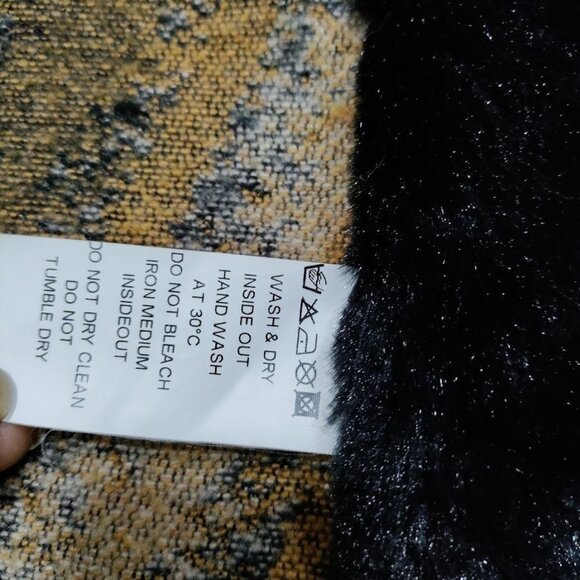 WASH & DRY
INSIDE OUT
HAND WASH
AT 30°C
DO NOT BLEACH
IRON MEDIUM
INSIDEOUT
DO NOT DRY CLEAN
DO NOT
TUMBLE DRY